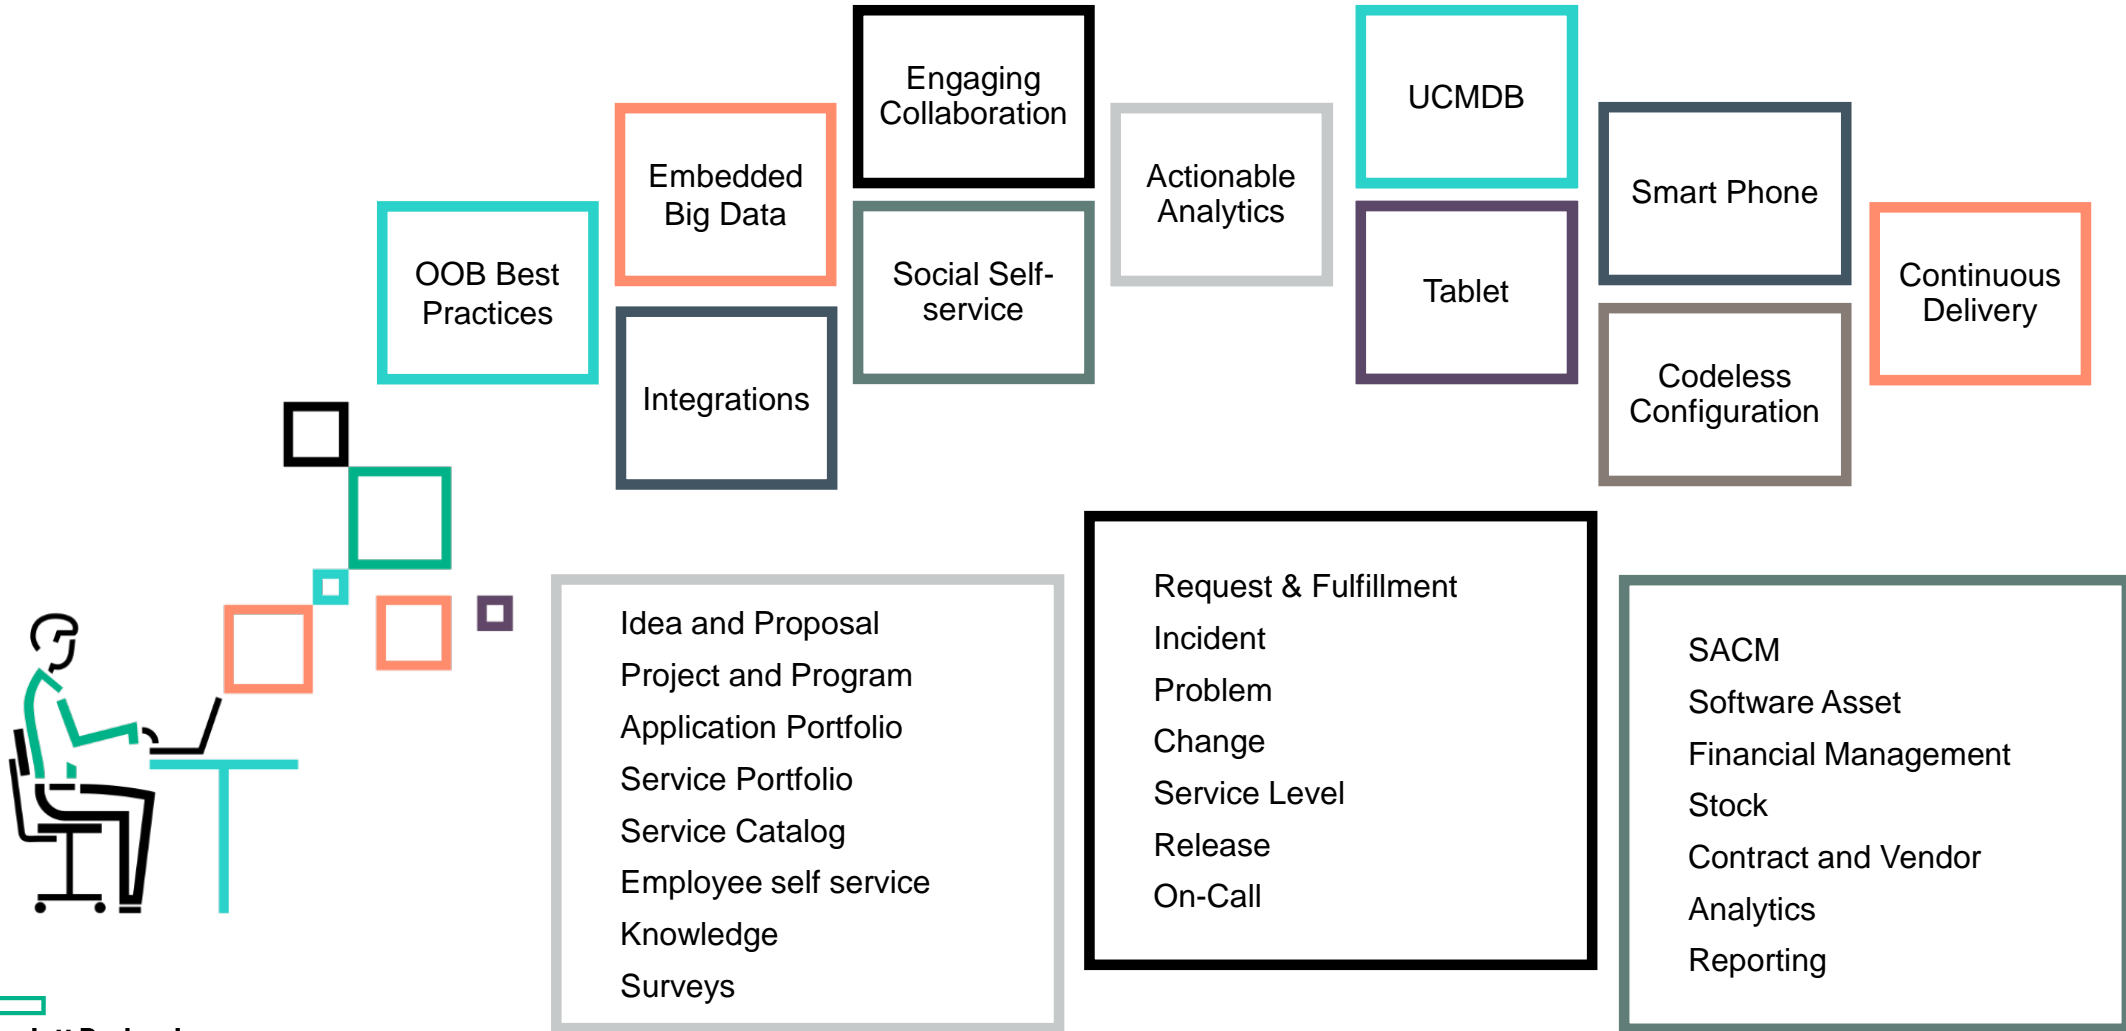 Engaging
Collaboration
UCMDB
Embedded
Big Data
Actionable
Analytics
Smart Phone
OOB Best
Practices
Social Self-
service
Tablet
Continuous
Delivery
Integrations
Codeless
Configuration
Idea and Proposal
Project and Program
Application Portfolio
Service Portfolio
Service Catalog
Employee self service
Knowledge
Surveys
Request & Fulfillment
Incident
Problem
Change
Service Level
Release
On-Call
SACM
Software Asset
Financial Management
Stock
Contract and Vendor
Analytics
Reporting